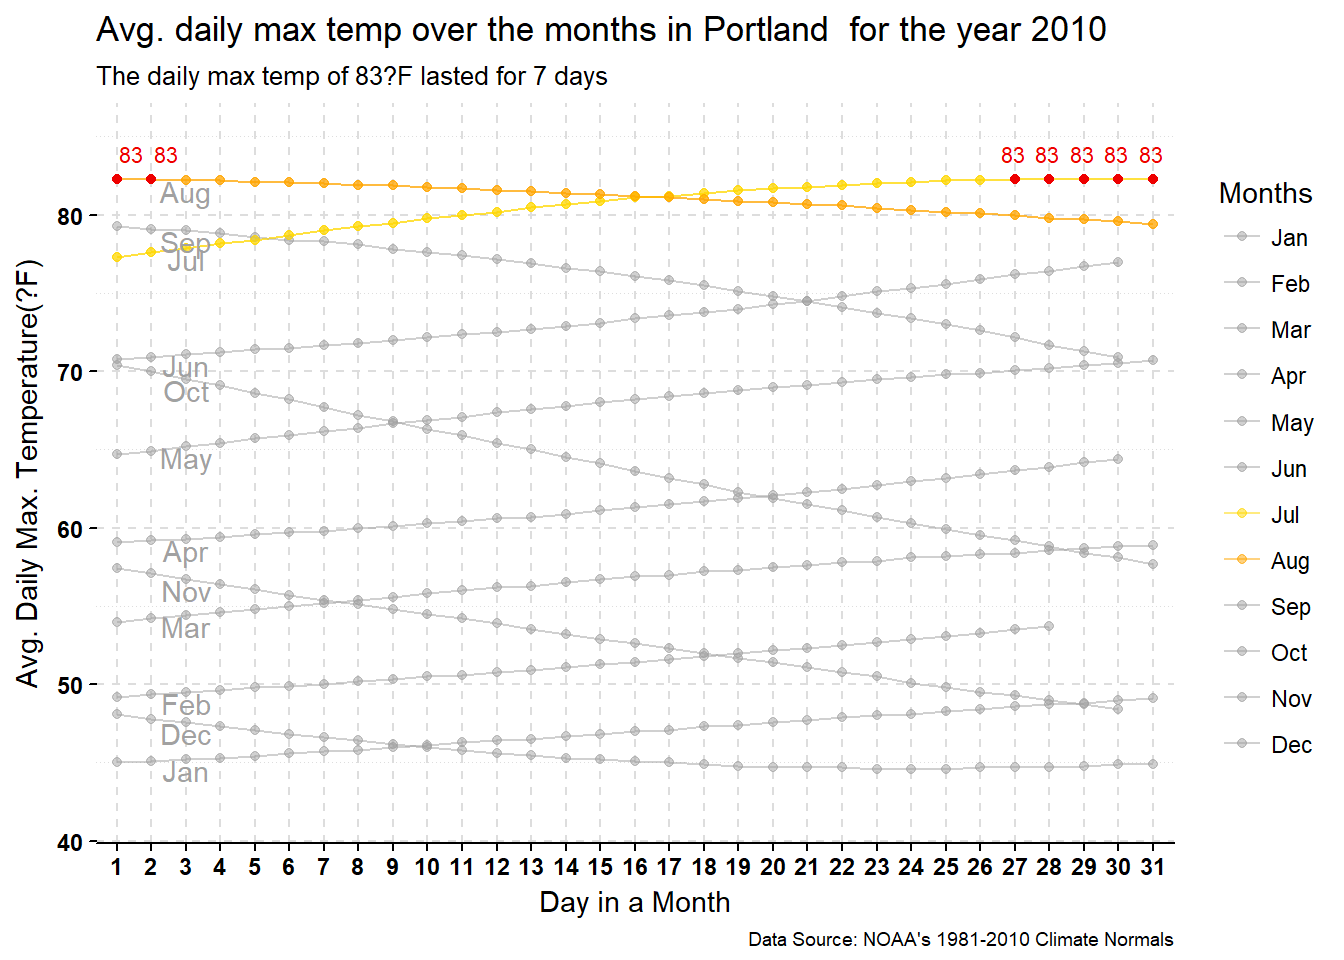 Avg. daily max temp over the months in Portland  for the year 2010
The daily max temp of 83?F lasted for 7 days
Avg. Daily Max. Temperature(?F)
80
70
60
50
40
83 83 83 83 83 83 83
Aug
Sep
Jul
Jun
Oct
May
Apr
Nov
Mar
Feb
Dec
Jan
1 2 3 4 5 6 7 8 9 10 11 12 13 14 15 16 17 18 19 20 21 22 23 24 25 26 27 28 29 30 31
Day in a Month
Months
Jan
Feb
Mar
Apr
May
Jun
Jul
Aug
Sep
Oct
Nov
Dec
Data Source: NOAA's 1981-2010 Climate Normals